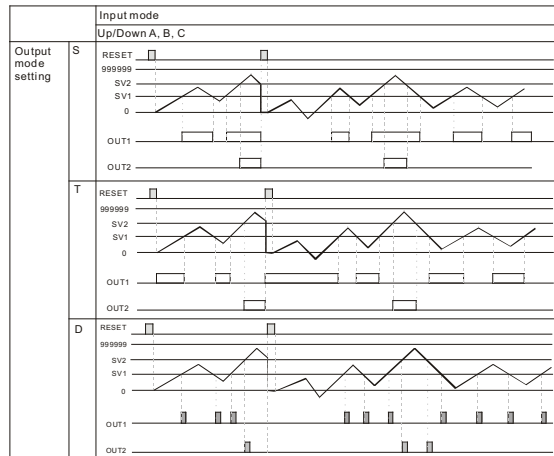 Input mode
Up/Down A, B, C
Output mode setting
S
RESET
999999
SV2
SV1
0
OUT1
OUT2
T
RESET
999999
SV2
SV1
0
OUT1
OUT2
D
RESET
999999
SV2
SV1
0
OUT1
OUT2